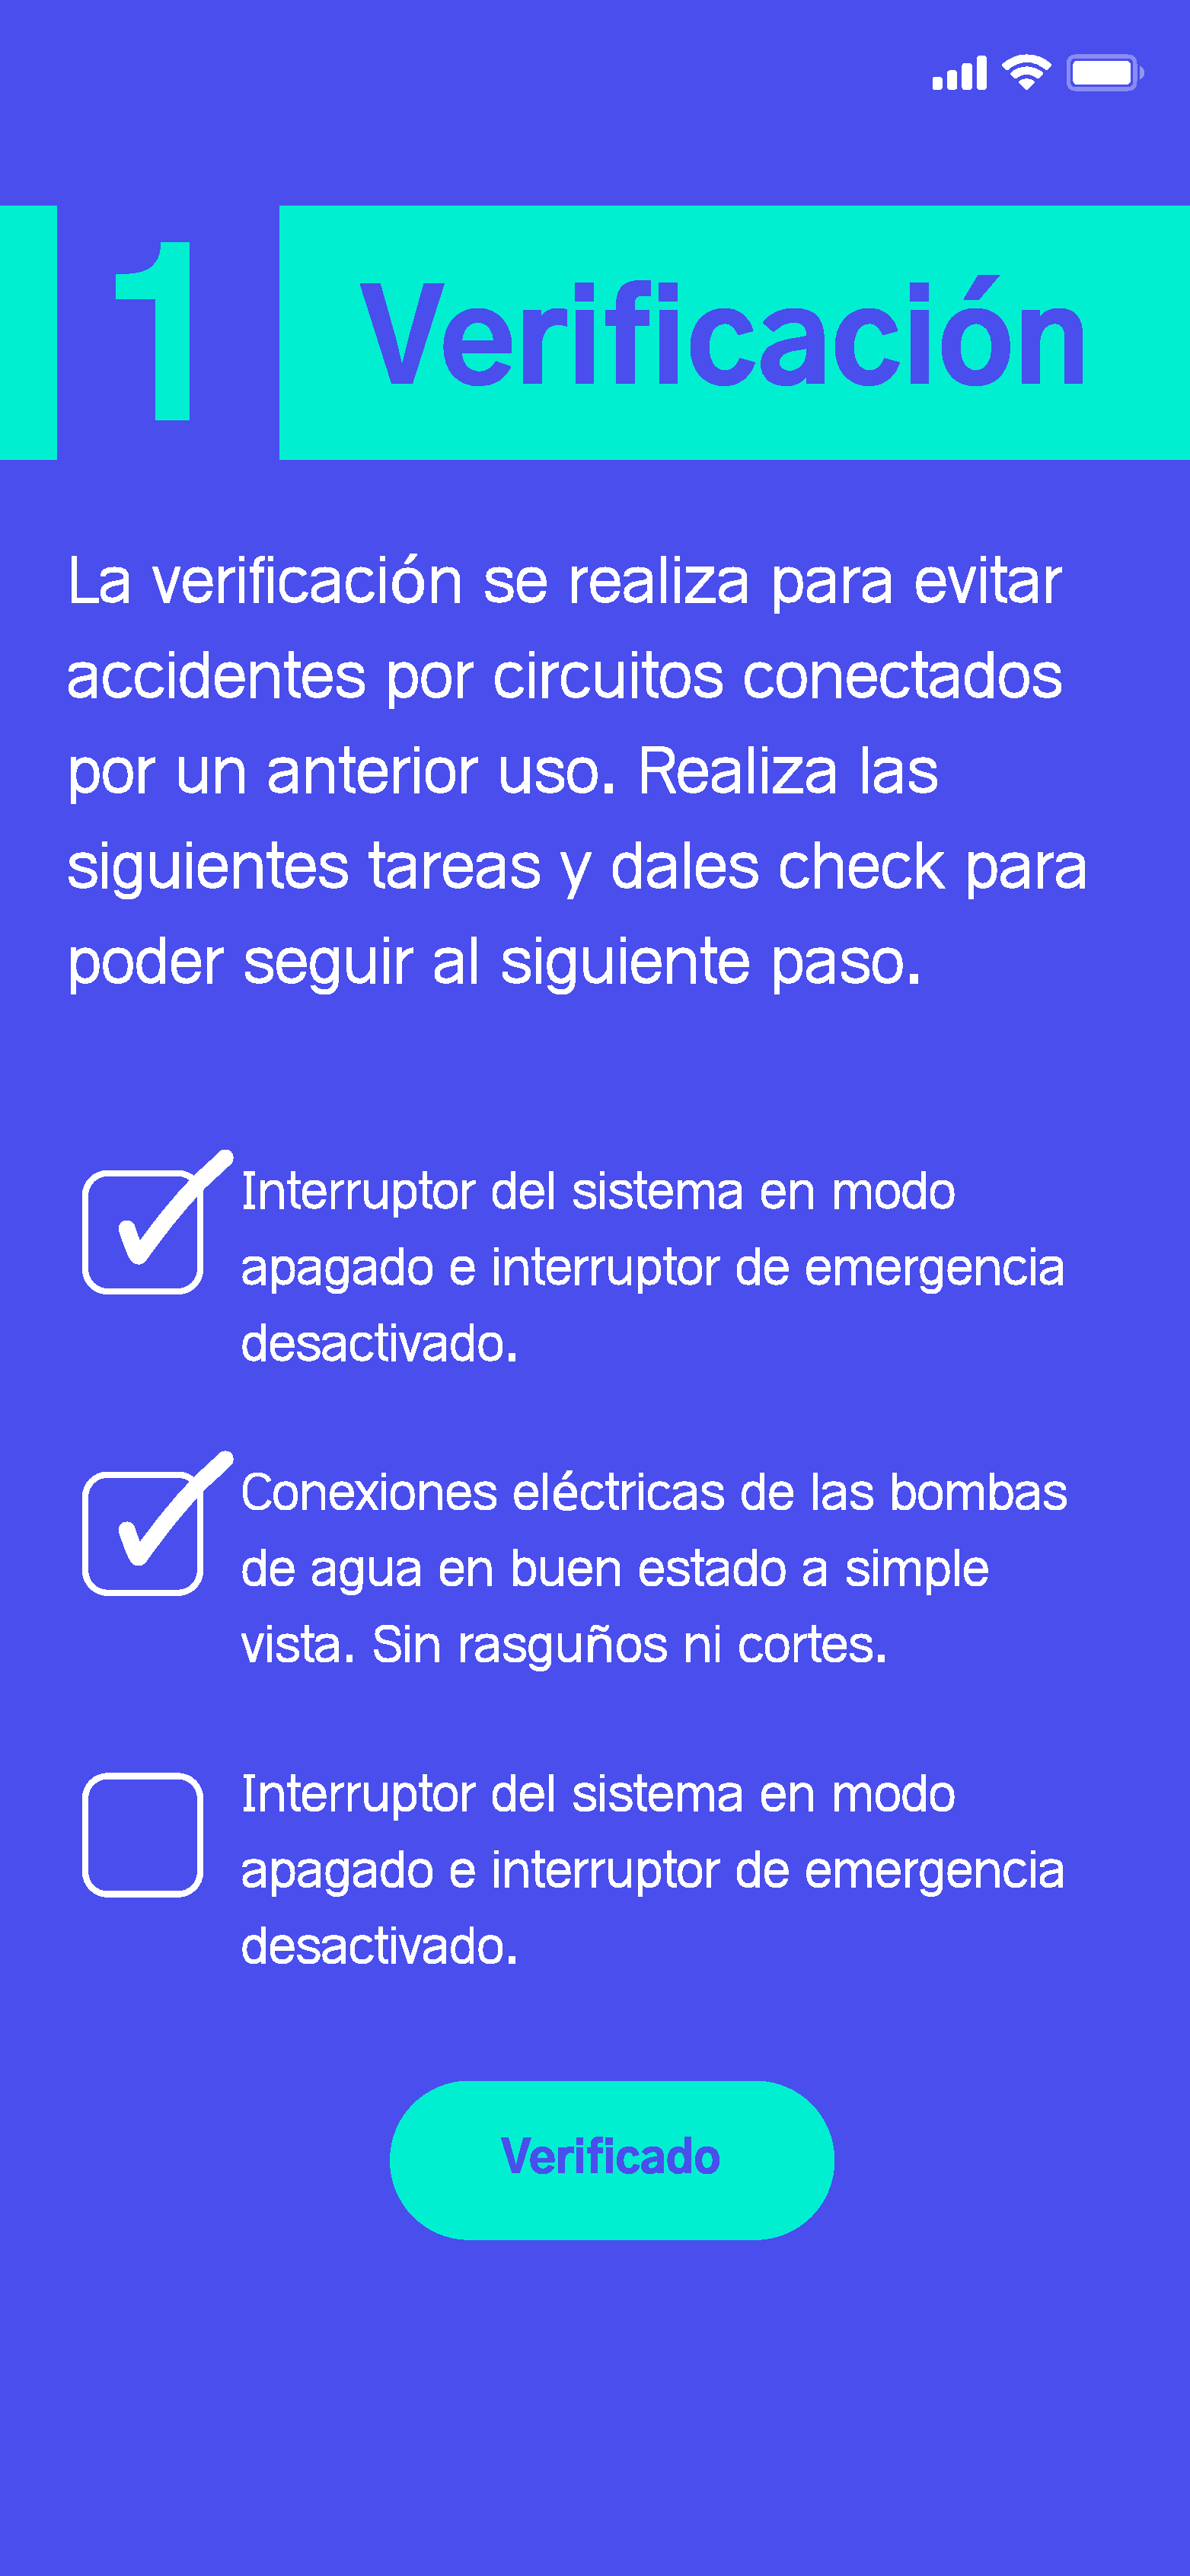 1 Verificación
La verificación se realiza para evitar
accidentes por circuitos conectados
por un anterior uso. Realiza las
siguientes tareas y dales check para
poder seguir al siguiente paso.
Interruptor del sistema en modo
apagado e interruptor de emergencia
desactivado.
Conexiones eléctricas de las bombas
de agua en buen estado a simple
vista. Sin rasguños ni cortes.
Interruptor del sistema en modo
apagado e interruptor de emergencia
desactivado.
Verificado